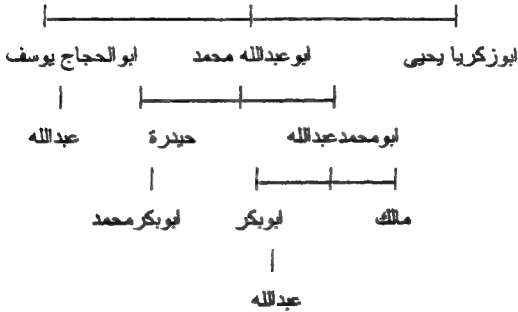 ابوزكريا يحيى ابوعبدالله محمد ابوالحجاج يوسف
ابومحمدعبدالله حيدرة عبدالله
مالك ابوبكر ابوبكرمحمد
عبدالله